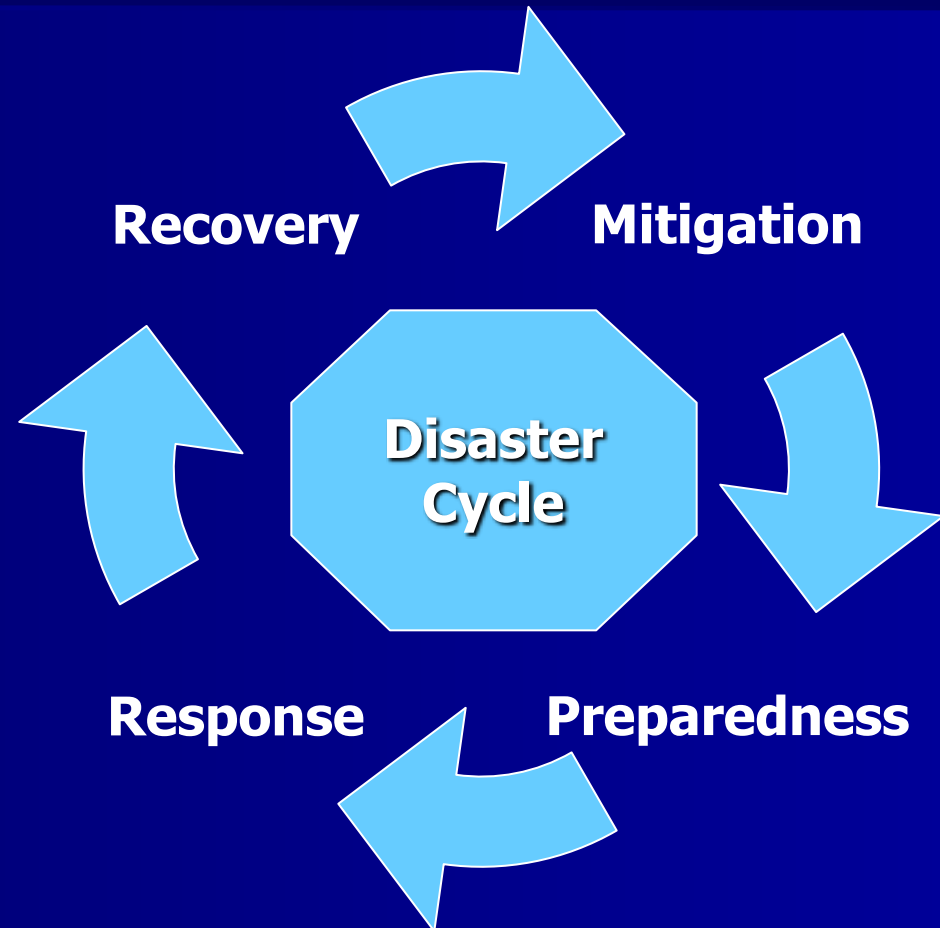 Recovery
Mitigation
Disaster
Cycle
Response
Preparedness